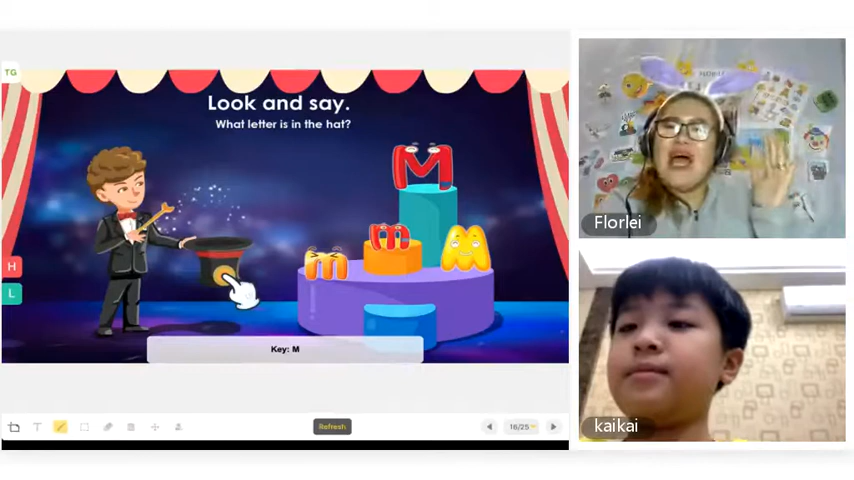 TG
Look and say.
What letter is in the hat?
M
m
m
M
H
L
Key: M
T
Refresh
16/25
Florlei
kaikai